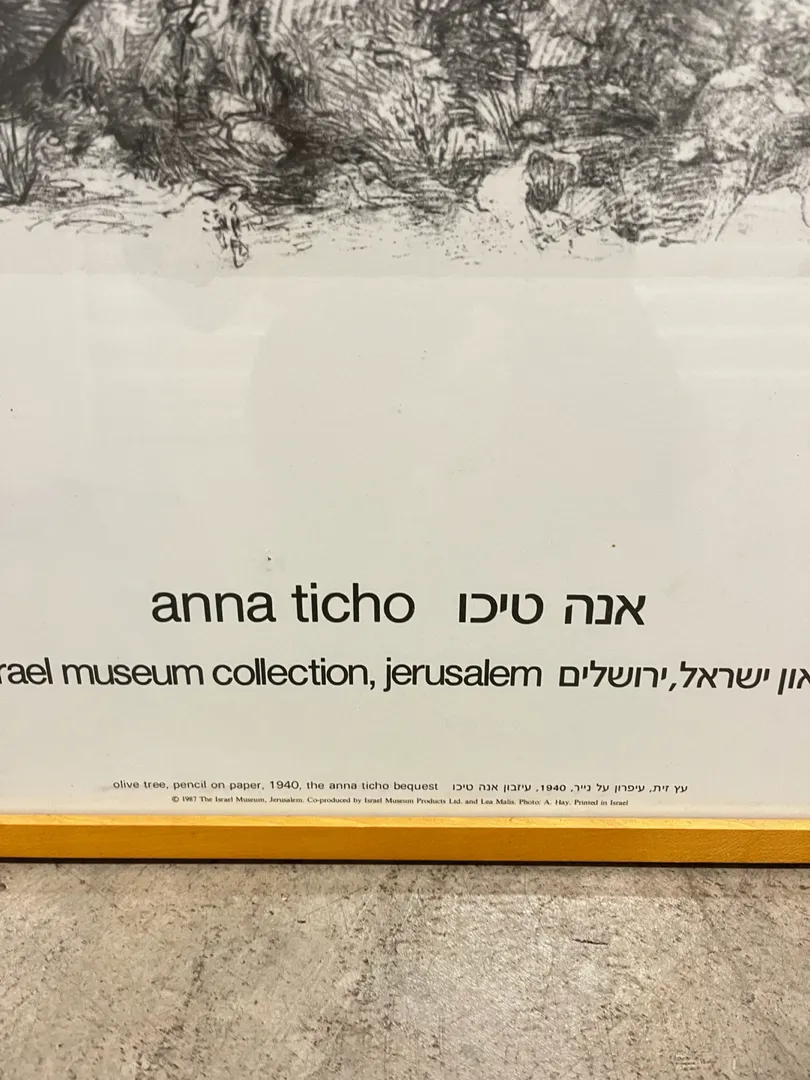 anna ticho אנה טיכו
rael museum collection, jerusalem און ישראל, ירושלים
olive tree, pencil on paper, 1940, the anna ticho bequest עץ זית, עיפרון על נייר, 1940, עיזבון אנה טיכו
© 1987 The Israel Museum, Jerusalem. Co-produced by Israel Museum Products Ltd. and Lea Malis. Photo: A. Hay. Printed in Israel